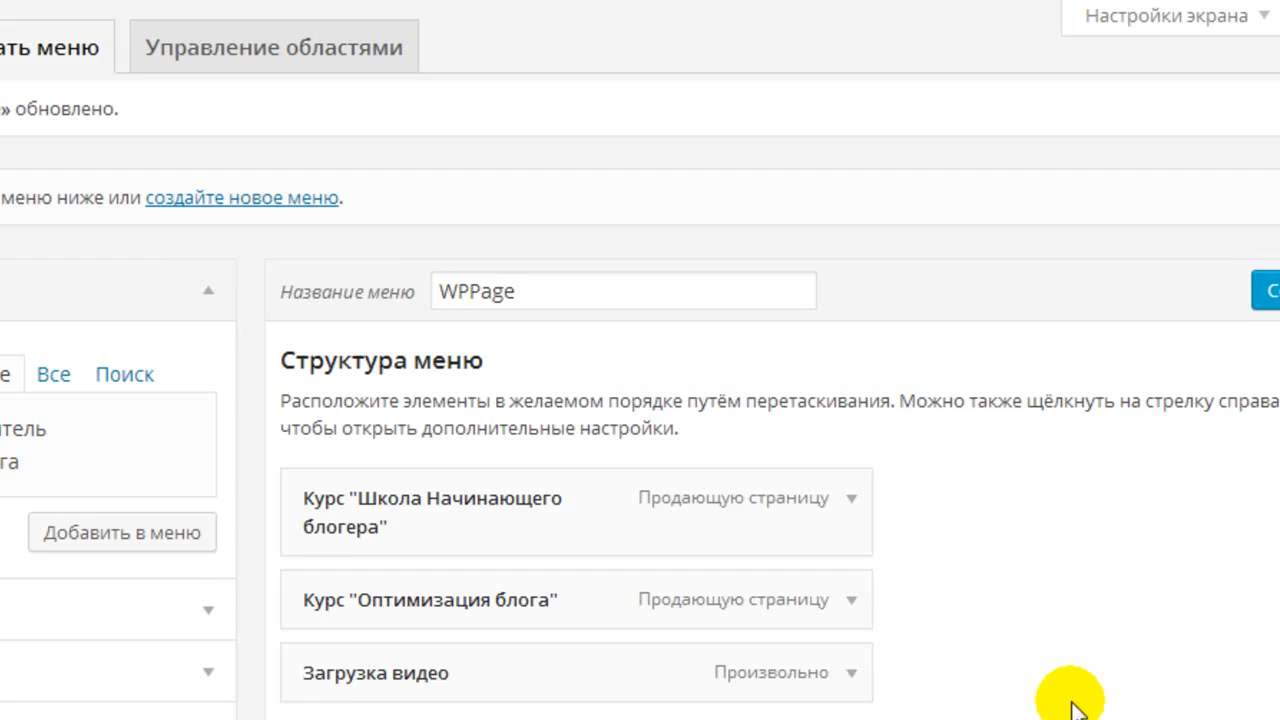 Настройки экрана
ать меню
Управление областями
» обновлено.
меню ниже или создайте новое меню.
Название меню
WPPage
С
Структура меню
е
Все
Поиск
Расположите элементы в желаемом порядке путём перетаскивания. Можно также щёлкнуть на стрелку справа
чтобы открыть дополнительные настройки.
тель
га
Добавить в меню
Курс "Школа Начинающего
блогера"
Продающую страницу
Курс "Оптимизация блога"
Продающую страницу
Загрузка видео
Произвольно